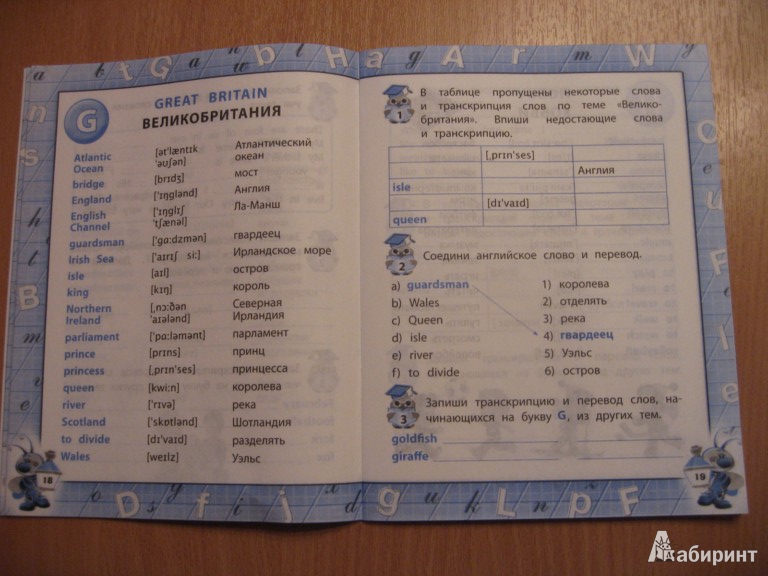 G
GREAT BRITAIN
ВЕЛИКОБРИТАНИЯ
Atlantic Ocean [ət'læntɪk 'əʊʃən] Атлантический океан
bridge [brɪdʒ] мост
England ['ɪŋglənd] Англия
English Channel ['ɪŋglɪʃ 'tʃænəl] Ла-Манш
guardsman ['gɑ:dzmən] гвардеец
Irish Sea ['aɪrɪʃ si:] Ирландское море
isle [aɪl] остров
king [kɪŋ] король
Northern Ireland [,nɔ:ðən 'aɪələnd] Северная Ирландия
parliament ['pɑ:ləmənt] парламент
prince [prɪns] принц
princess [,prɪn'ses] принцесса
queen [kwi:n] королева
river ['rɪvə] река
Scotland ['skɒtlənd] Шотландия
to divide [dɪ'vaɪd] разделять
Wales [weɪlz] Уэльс
18
1
В таблице пропущены некоторые слова
и транскрипция слов по теме «Велико-
британия». Впиши недостающие слова
и транскрипцию.
[,prɪn'ses]
Англия
isle
[dɪ'vaɪd]
queen
2
Соедини английское слово и перевод.
a) guardsman 1) королева
b) Wales 2) отделять
c) Queen 3) река
d) isle 4) гвардеец
e) river 5) Уэльс
f) to divide 6) остров
3
Запиши транскрипцию и перевод слов, на-
чинающихся на букву G, из других тем.
goldfish
giraffe
19
Лабиринт